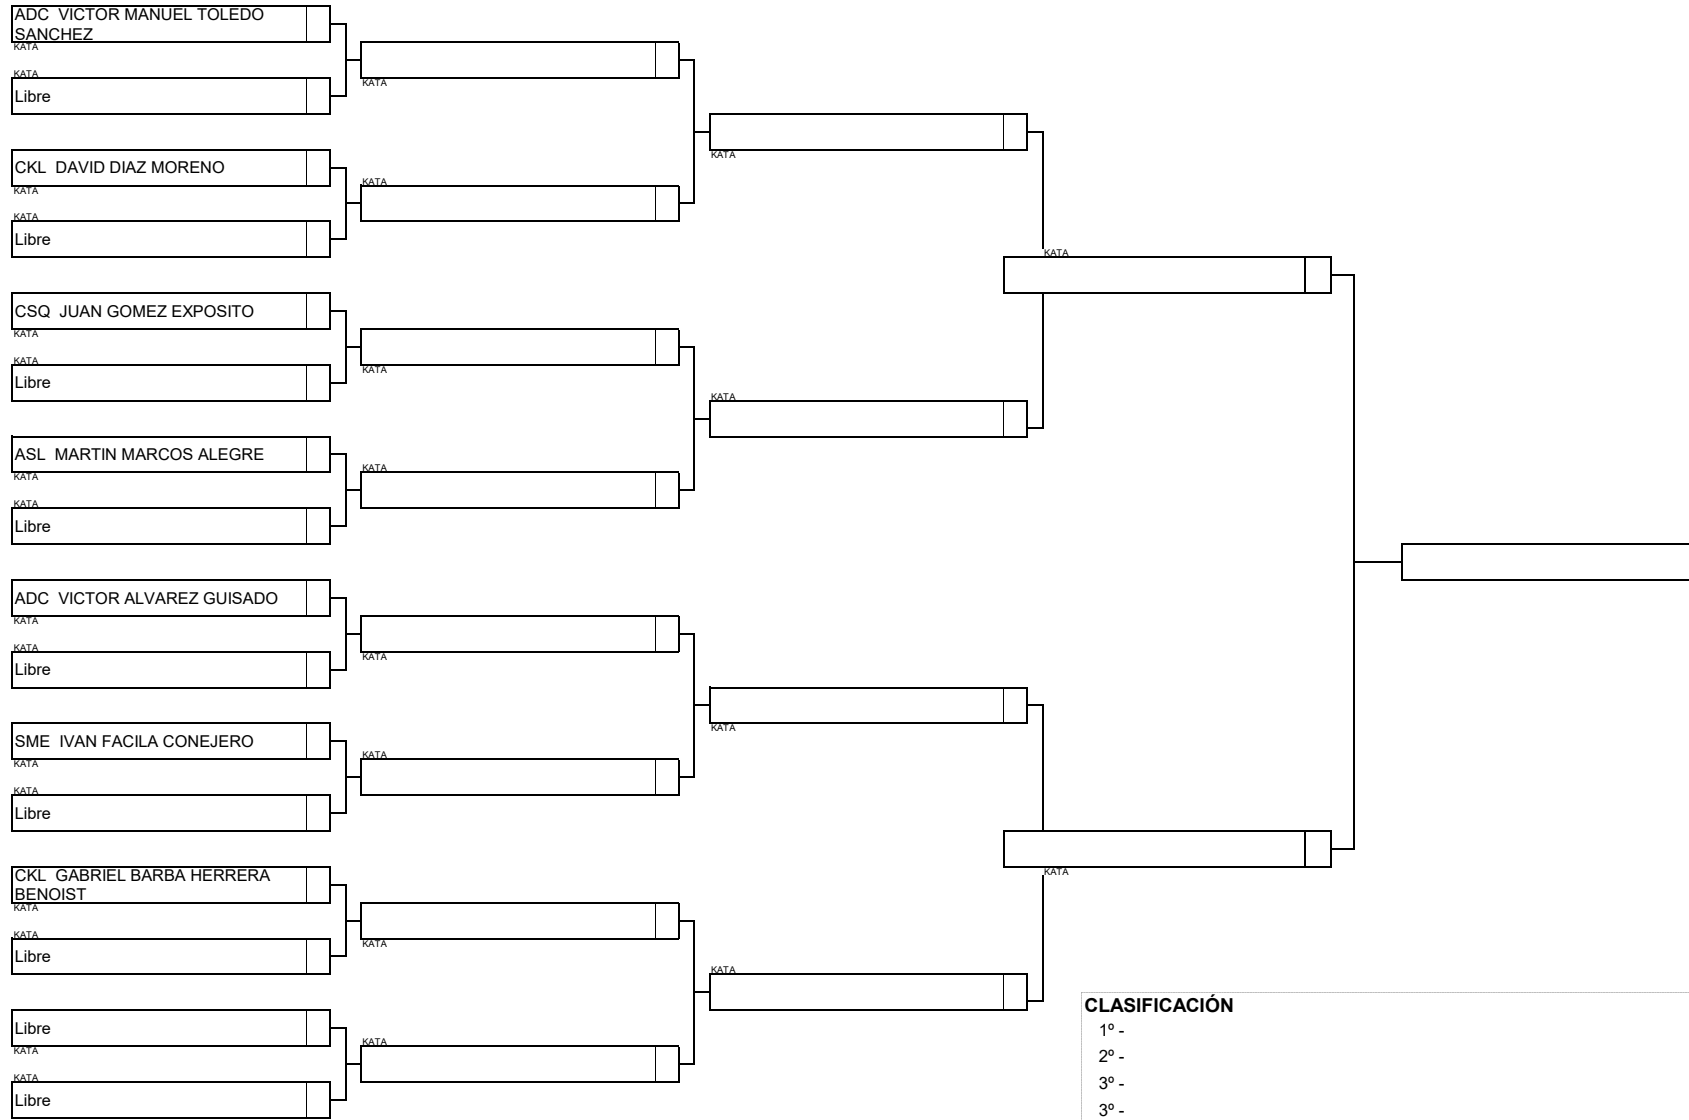 ADC VICTOR MANUEL TOLEDO
SANCHEZ
KATA
KATA
Libre
CKL DAVID DIAZ MORENO
KATA
KATA
Libre
CSQ JUAN GOMEZ EXPOSITO
KATA
KATA
Libre
ASL MARTIN MARCOS ALEGRE
KATA
KATA
Libre
ADC VICTOR ALVAREZ GUISADO
KATA
KATA
Libre
SME IVAN FACILA CONEJERO
KATA
KATA
Libre
CKL GABRIEL BARBA HERRERA
BENOIST
KATA
KATA
Libre
Libre
KATA
KATA
Libre
KATA
KATA
KATA
KATA
KATA
KATA
KATA
KATA
KATA
KATA
KATA
KATA
KATA
KATA
CLASIFICACIÓN
1º -
2º -
3º -
3º -